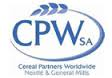 CPW SA
Cereal Partners Worldwide
Nestlé & General Mills